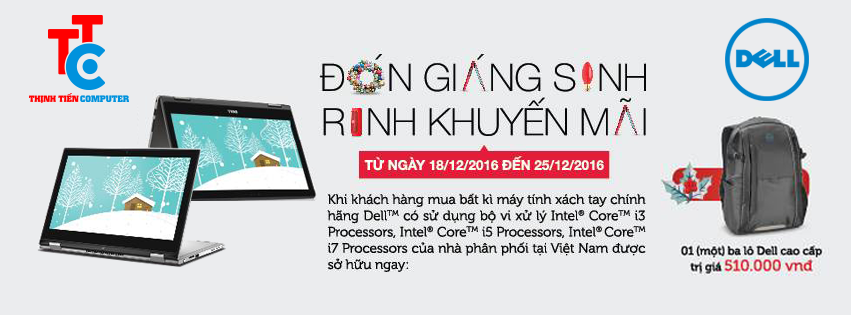 TTC
THỊNH TIẾN COMPUTER
ĐÓN GIÁNG SINH
RINH KHUYẾN MÃI
TỪ NGÀY 18/12/2016 ĐẾN 25/12/2016
Khi khách hàng mua bất kì máy tính xách tay chính
hãng Dell™ có sử dụng bộ vi xử lý Intel® Core™ i3
Processors, Intel® Core™ i5 Processors, Intel® Core™
i7 Processors của nhà phân phối tại Việt Nam được
sở hữu ngay:
DELL
01 (một) ba lô Dell cao cấp
trị giá 510.000 vnđ